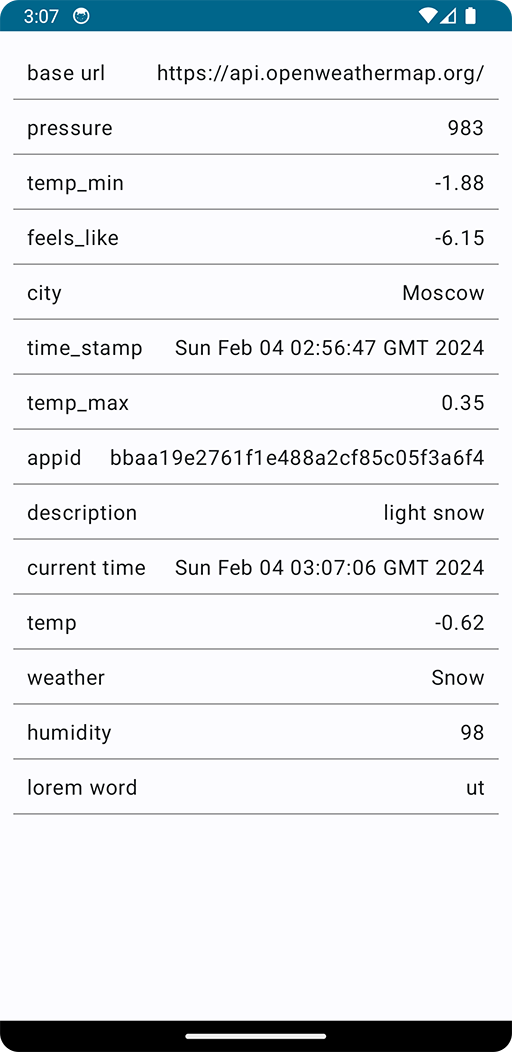 3:07
base url https://api.openweathermap.org/
pressure 983
temp_min -1.88
feels_like -6.15
city Moscow
time_stamp Sun Feb 04 02:56:47 GMT 2024
temp_max 0.35
appid bbaa19e2761f1e488a2cf85c05f3a6f4
description light snow
current time Sun Feb 04 03:07:06 GMT 2024
temp -0.62
weather Snow
humidity 98
lorem word ut